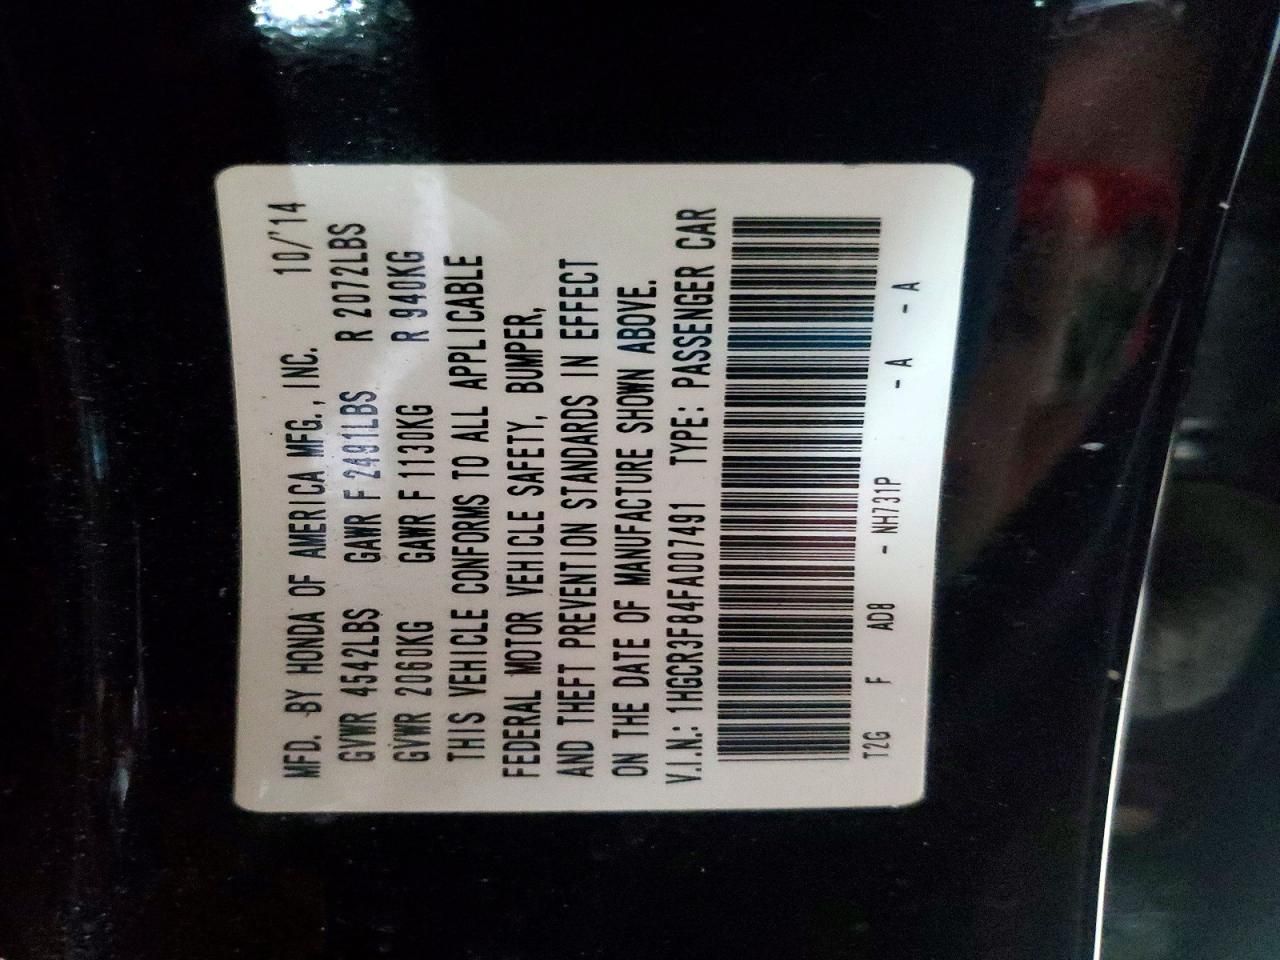 MFD. BY HONDA OF AMERICA MFG., INC. 10/'14
GVWR 4542LBS GAWR F 2491LBS R 2072LBS
GVWR 2060KG GAWR F 1130KG R 940KG
THIS VEHICLE CONFORMS TO ALL APPLICABLE
FEDERAL MOTOR VEHICLE SAFETY, BUMPER,
AND THEFT PREVENTION STANDARDS IN EFFECT
ON THE DATE OF MANUFACTURE SHOWN ABOVE.
V.I.N.: 1HGCR3F84FA007491 TYPE: PASSENGER CAR
T2G F AD8 - NH731P - A - A